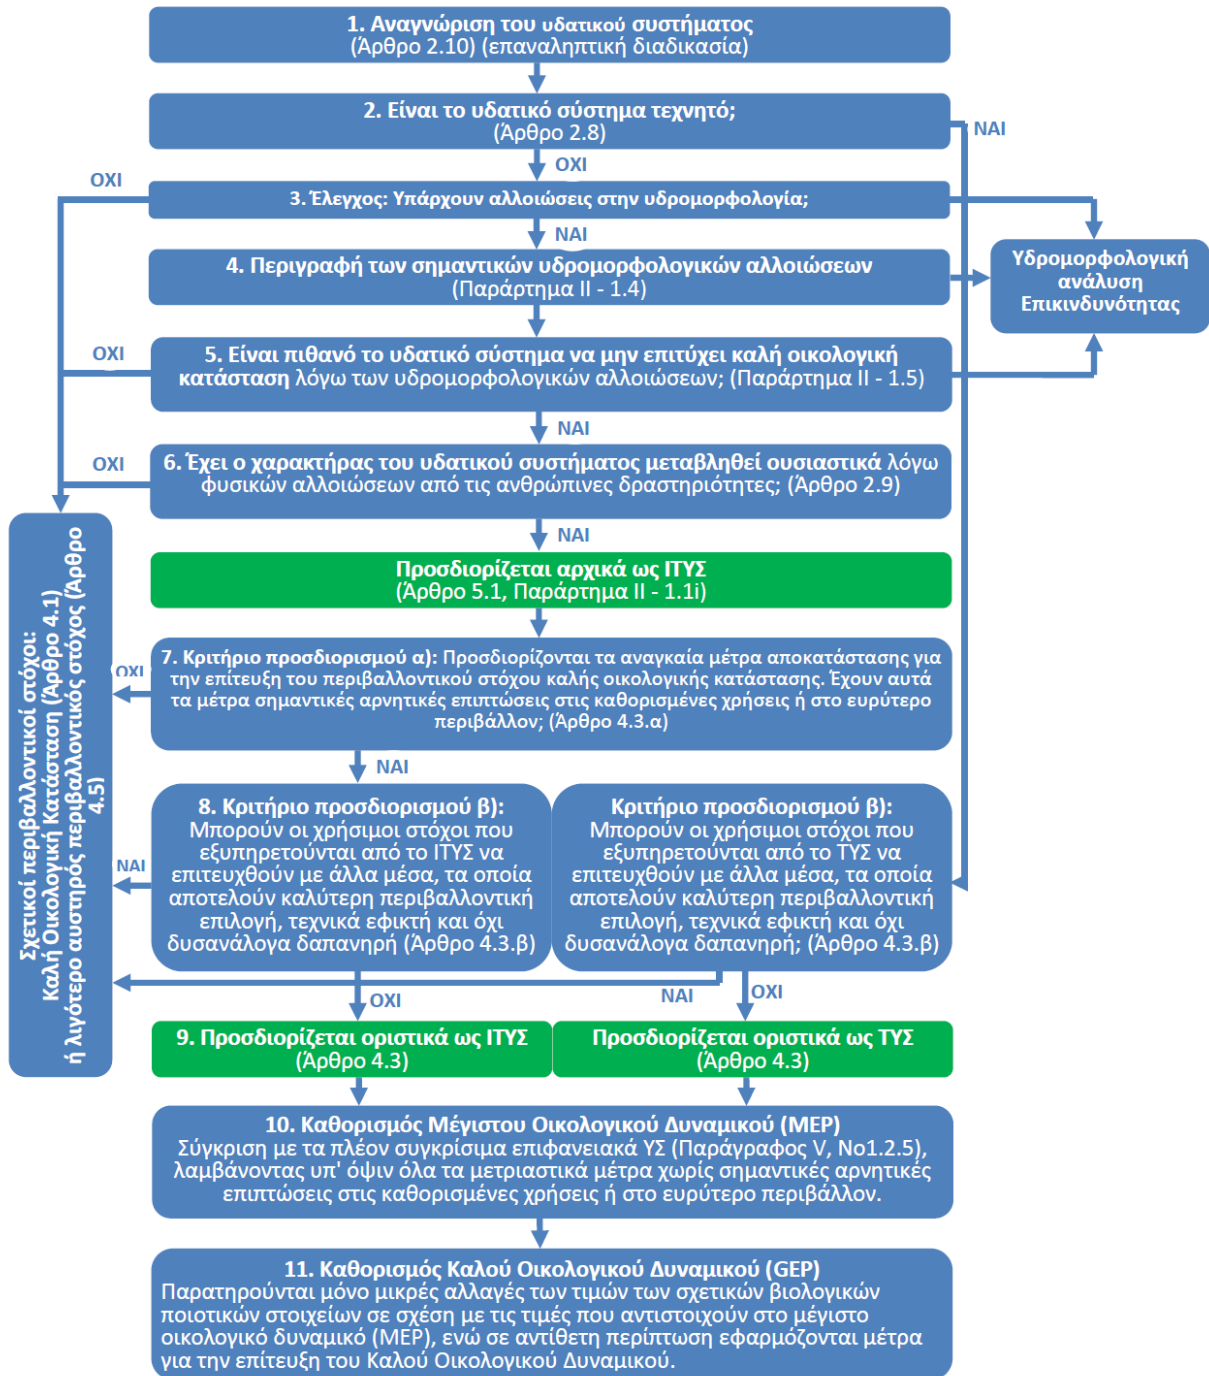 1. Αναγνώριση του υδατικού συστήματος
(Άρθρο 2.10) (επαναληπτική διαδικασία)
2. Είναι το υδατικό σύστημα τεχνητό;
(Άρθρο 2.8)
ΝΑΙ
ΟΧΙ
ΟΧΙ
3. Έλεγχος: Υπάρχουν αλλοιώσεις στην υδρομορφολογία;
ΝΑΙ
4. Περιγραφή των σημαντικών υδρομορφολογικών αλλοιώσεων
(Παράρτημα ΙΙ - 1.4)
Υδρομορφολογική
ανάλυση
Επικινδυνότητας
ΟΧΙ
5. Είναι πιθανό το υδατικό σύστημα να μην επιτύχει καλή οικολογική
κατάσταση λόγω των υδρομορφολογικών αλλοιώσεων; (Παράρτημα ΙΙ - 1.5)
ΝΑΙ
ΟΧΙ
6. Έχει ο χαρακτήρας του υδατικού συστήματος μεταβληθεί ουσιαστικά λόγω
φυσικών αλλοιώσεων από τις ανθρώπινες δραστηριότητες; (Άρθρο 2.9)
ΝΑΙ
Προσδιορίζεται αρχικά ως ΙΤΥΣ
(Άρθρο 5.1, Παράρτημα ΙΙ - 1.1i)
Σχετικοί περιβαλλοντικοί στόχοι:
Καλή Οικολογική Κατάσταση (Άρθρο 4.1)
ή λιγότερο αυστηρός περιβαλλοντικός στόχος (Άρθρο
4.5)
ΟΧΙ
7. Κριτήριο προσδιορισμού α): Προσδιορίζονται τα αναγκαία μέτρα αποκατάστασης για
την επίτευξη του περιβαλλοντικού στόχου καλής οικολογικής κατάστασης. Έχουν αυτά
τα μέτρα σημαντικές αρνητικές επιπτώσεις στις καθορισμένες χρήσεις ή στο ευρύτερο
περιβάλλον; (Άρθρο 4.3.α)
ΝΑΙ
ΝΑΙ
8. Κριτήριο προσδιορισμού β):
Μπορούν οι χρήσιμοι στόχοι που
εξυπηρετούνται από το ΙΤΥΣ να
επιτευχθούν με άλλα μέσα, τα οποία
αποτελούν καλύτερη περιβαλλοντική
επιλογή, τεχνικά εφικτή και όχι
δυσανάλογα δαπανηρή (Άρθρο 4.3.β)
Κριτήριο προσδιορισμού β):
Μπορούν οι χρήσιμοι στόχοι που
εξυπηρετούνται από το ΤΥΣ να
επιτευχθούν με άλλα μέσα, τα οποία
αποτελούν καλύτερη περιβαλλοντική
επιλογή, τεχνικά εφικτή και όχι
δυσανάλογα δαπανηρή; (Άρθρο 4.3.β)
ΟΧΙ
ΝΑΙ
ΟΧΙ
9. Προσδιορίζεται οριστικά ως ΙΤΥΣ
(Άρθρο 4.3)
Προσδιορίζεται οριστικά ως ΤΥΣ
(Άρθρο 4.3)
10. Καθορισμός Μέγιστου Οικολογικού Δυναμικού (MEP)
Σύγκριση με τα πλέον συγκρίσιμα επιφανειακά ΥΣ (Παράγραφος V, No1.2.5),
λαμβάνοντας υπ' όψιν όλα τα μετριαστικά μέτρα χωρίς σημαντικές αρνητικές
επιπτώσεις στις καθορισμένες χρήσεις ή στο ευρύτερο περιβάλλον.
11. Καθορισμός Καλού Οικολογικού Δυναμικού (GEP)
Παρατηρούνται μόνο μικρές αλλαγές των τιμών των σχετικών βιολογικών
ποιοτικών στοιχείων σε σχέση με τις τιμές που αντιστοιχούν στο μέγιστο
οικολογικό δυναμικό (MEP), ενώ σε αντίθετη περίπτωση εφαρμόζονται μέτρα
για την επίτευξη του Καλού Οικολογικού Δυναμικού.